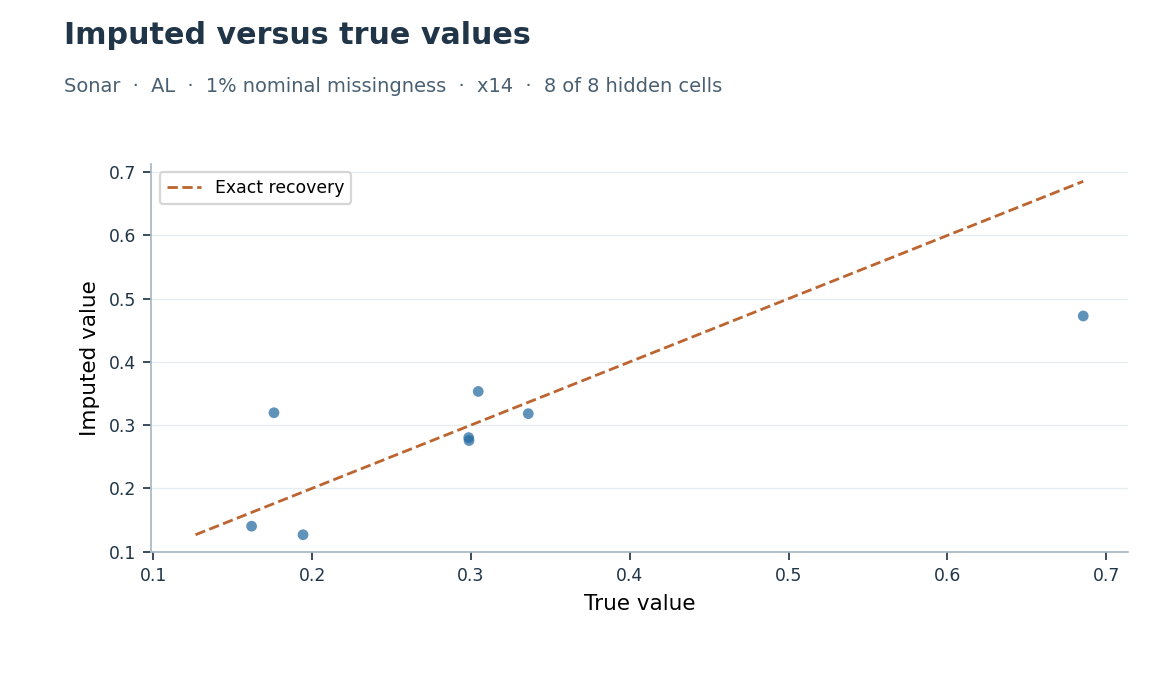 Imputed versus true values
Sonar · AL · 1% nominal missingness · x14 · 8 of 8 hidden cells
Exact recovery
Imputed value
0.7
0.6
0.5
0.4
0.3
0.2
0.1
0.1 0.2 0.3 0.4 0.5 0.6 0.7
True value